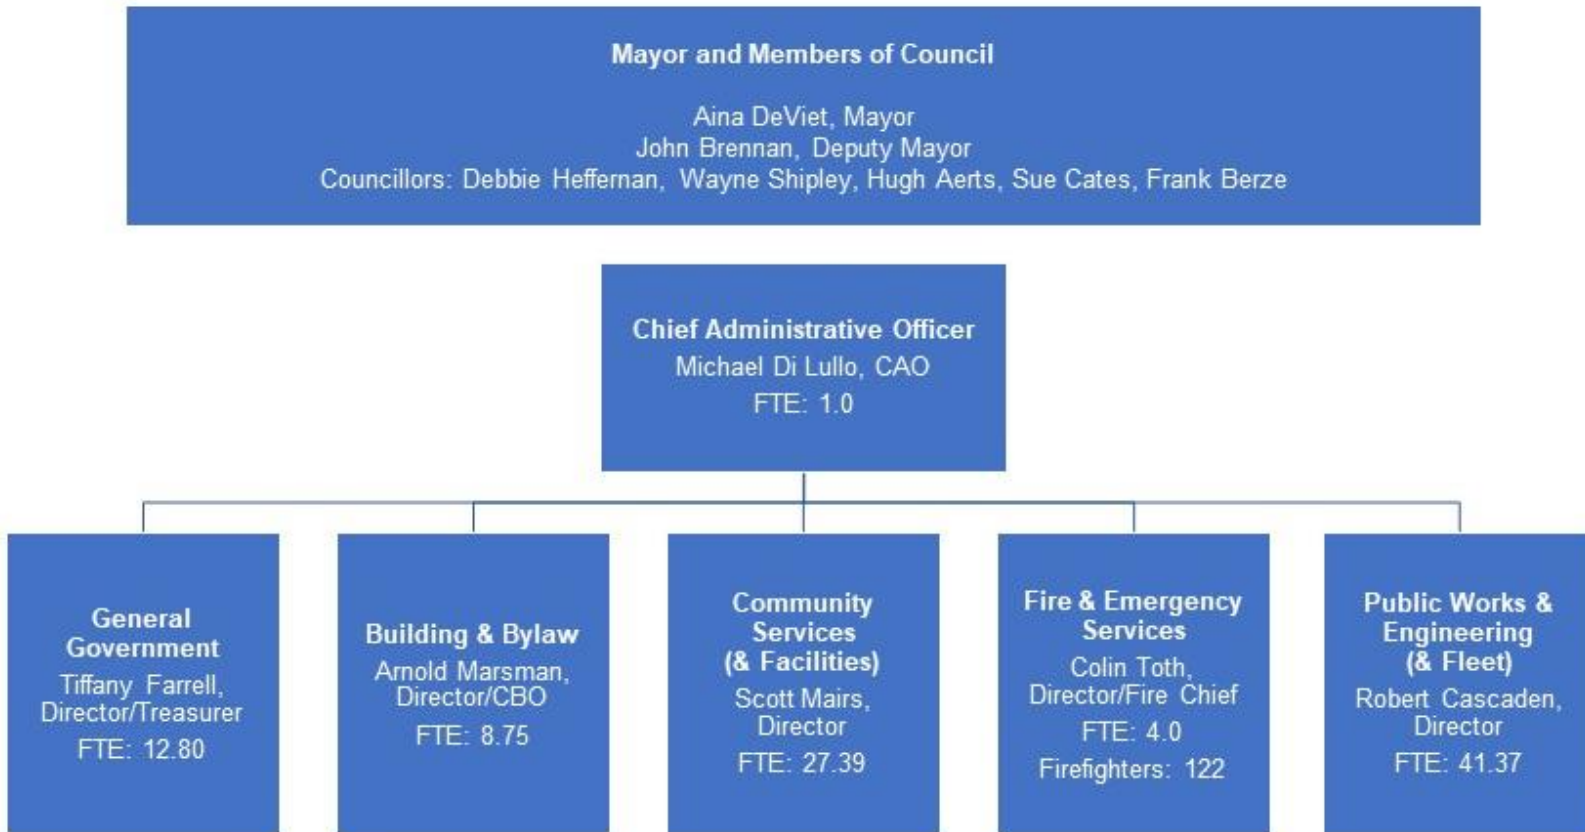 Mayor and Members of Council
Aina DeViet, Mayor
John Brennan, Deputy Mayor
Councillors: Debbie Heffernan, Wayne Shipley, Hugh Aerts, Sue Cates, Frank Berze
Chief Administrative Officer
Michael Di Lullo, CAO
FTE: 1.0
General
Government
Tiffany Farrell,
Director/Treasurer
FTE: 12.80
Building & Bylaw
Arnold Marsman,
Director/CBO
FTE: 8.75
Community
Services
(& Facilities)
Scott Mairs,
Director
FTE: 27.39
Fire & Emergency
Services
Colin Toth,
Director/Fire Chief
FTE: 4.0
Firefighters: 122
Public Works &
Engineering
(& Fleet)
Robert Cascaden,
Director
FTE: 41.37